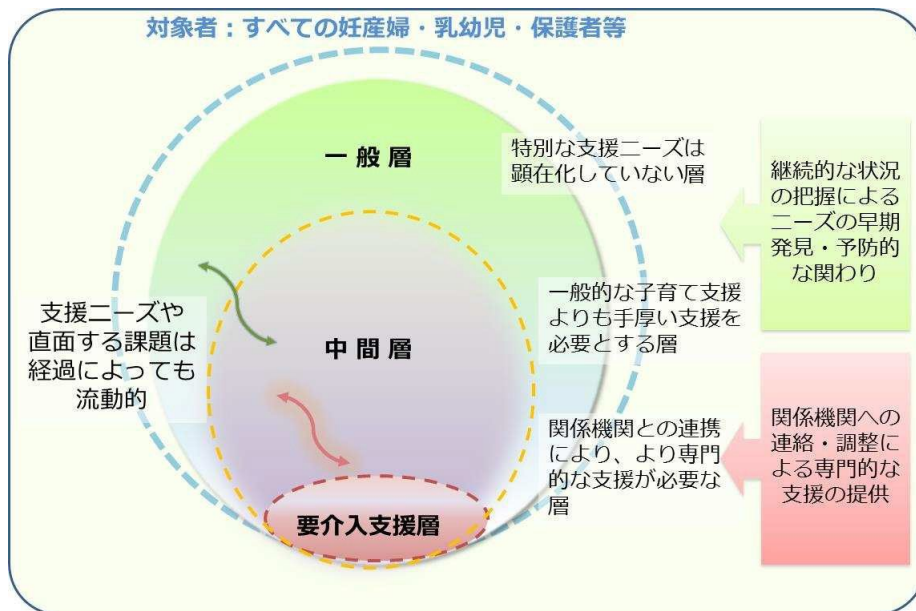 対象者：すべての妊産婦・乳幼児・保護者等
一般層
特別な支援ニーズは
顕在化していない層
継続的な状況
の把握による
ニーズの早期
発見・予防的
な関わり
支援ニーズや
直面する課題は
経過によっても
流動的
中間層
一般的な子育て支援
よりも手厚い支援を
必要とする層
要介入支援層
関係機関との連携
により、より専門
的な支援が必要な
層
関係機関への
連絡・調整に
よる専門的な
支援の提供